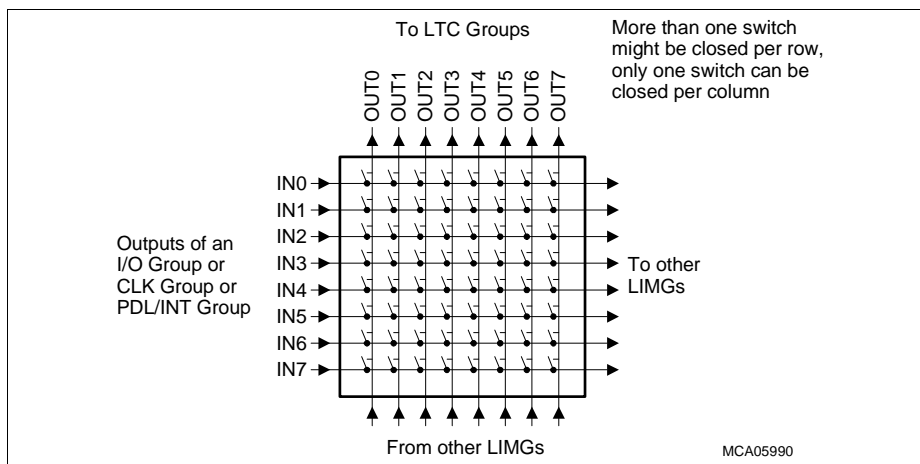 To LTC Groups
More than one switch
might be closed per row,
only one switch can be
closed per column
OUT0
OUT1
OUT2
OUT3
OUT4
OUT5
OUT6
OUT7
IN0
IN1
IN2
IN3
IN4
IN5
IN6
IN7
Outputs of an
I/O Group or
CLK Group or
PDL/INT Group
To other
LIMGs
From other LIMGs
MCA05990